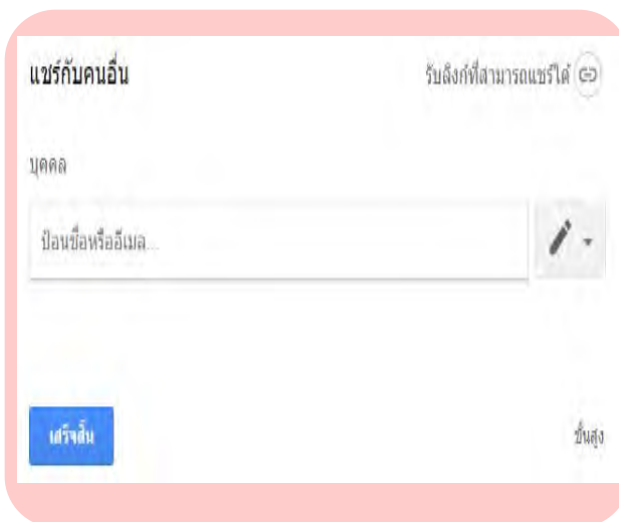 แชร์กับคนอื่น
รับลิงก์ที่สามารถแชร์ได้
บุคคล
ป้อนชื่อหรืออีเมล...
เสร็จสิ้น
ขั้นสูง